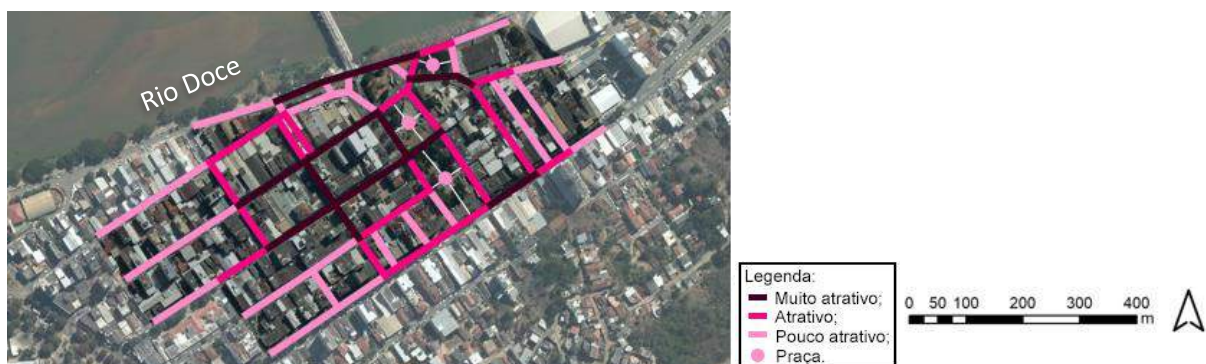 Rio Doce
Legenda:
Muito atrativo;
Atrativo;
Pouco atrativo;
Praça.
0 50 100 200 300 400
m